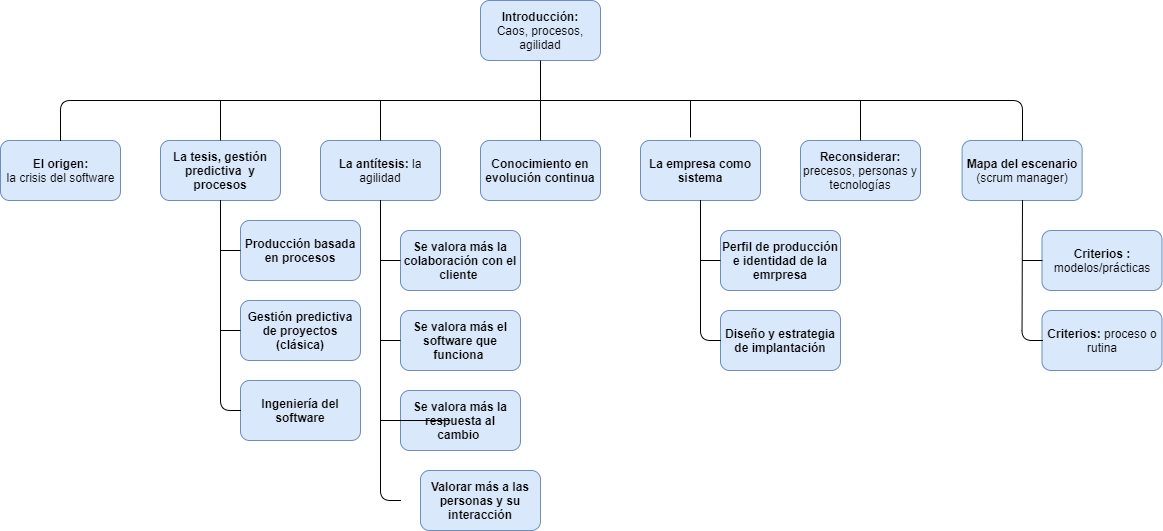 Introducción:
Caos, procesos,
agilidad
El origen:
la crisis del software
La tesis, gestión
predictiva y
procesos
La antítesis: la
agilidad
Conocimiento en
evolución continua
La empresa como
sistema
Reconsiderar:
precesos, personas y
tecnologías
Mapa del escenario
(scrum manager)
Producción basada
en procesos
Gestión predictiva
de proyectos
(clásica)
Ingeniería del
software
Se valora más la
colaboración con el
cliente
Se valora más el
software que
funciona
Se valora más la
respuesta al
cambio
Valorar más a las
personas y su
interacción
Perfil de producción
e identidad de la
emrpresa
Diseño y estrategia
de implantación
Criterios :
modelos/prácticas
Criterios: proceso o
rutina